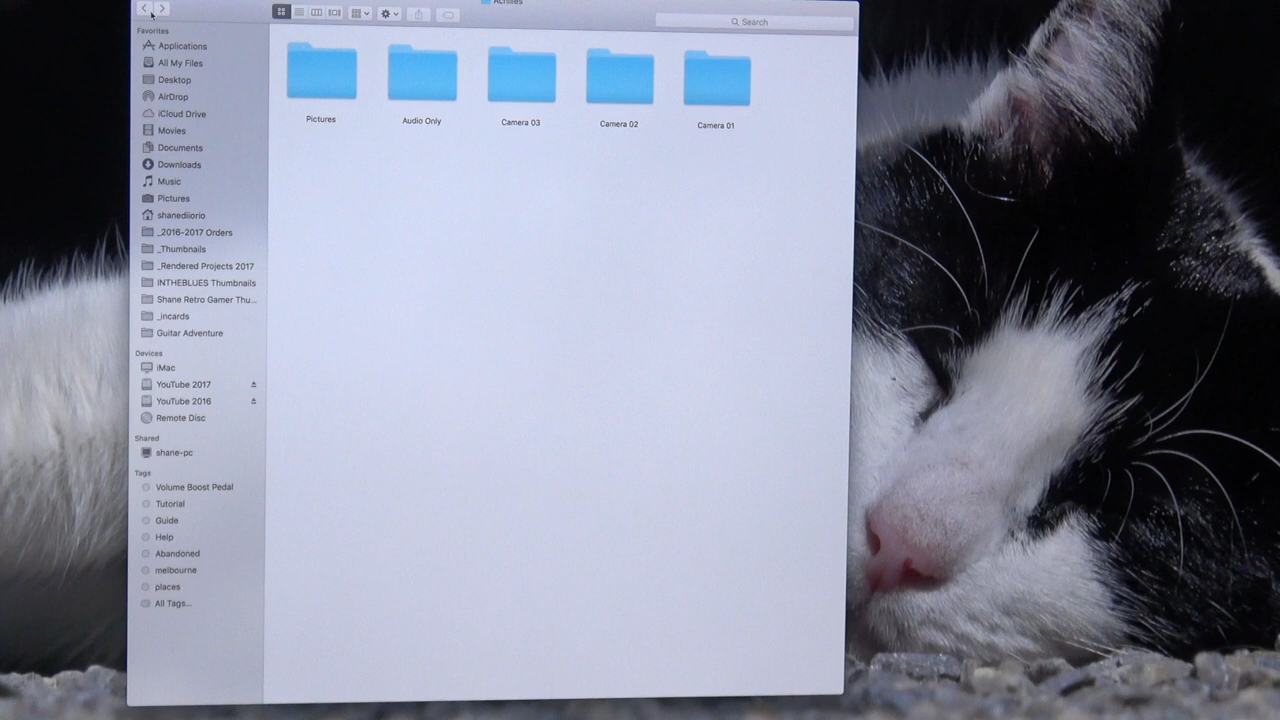 Achilles
Search
Favorites
Applications
All My Files
Desktop
AirDrop
iCloud Drive
Movies
Documents
Downloads
Music
Pictures
shanediiorio
_2016-2017 Orders
_Thumbnails
_Rendered Projects 2017
INTHEBLUES Thumbnails
Shane Retro Gamer Thu...
_incards
Guitar Adventure
Devices
iMac
YouTube 2017
YouTube 2016
Remote Disc
Shared
shane-pc
Tags
Volume Boost Pedal
Tutorial
Guide
Help
Abandoned
melbourne
places
All Tags...
Pictures
Audio Only
Camera 03
Camera 02
Camera 01